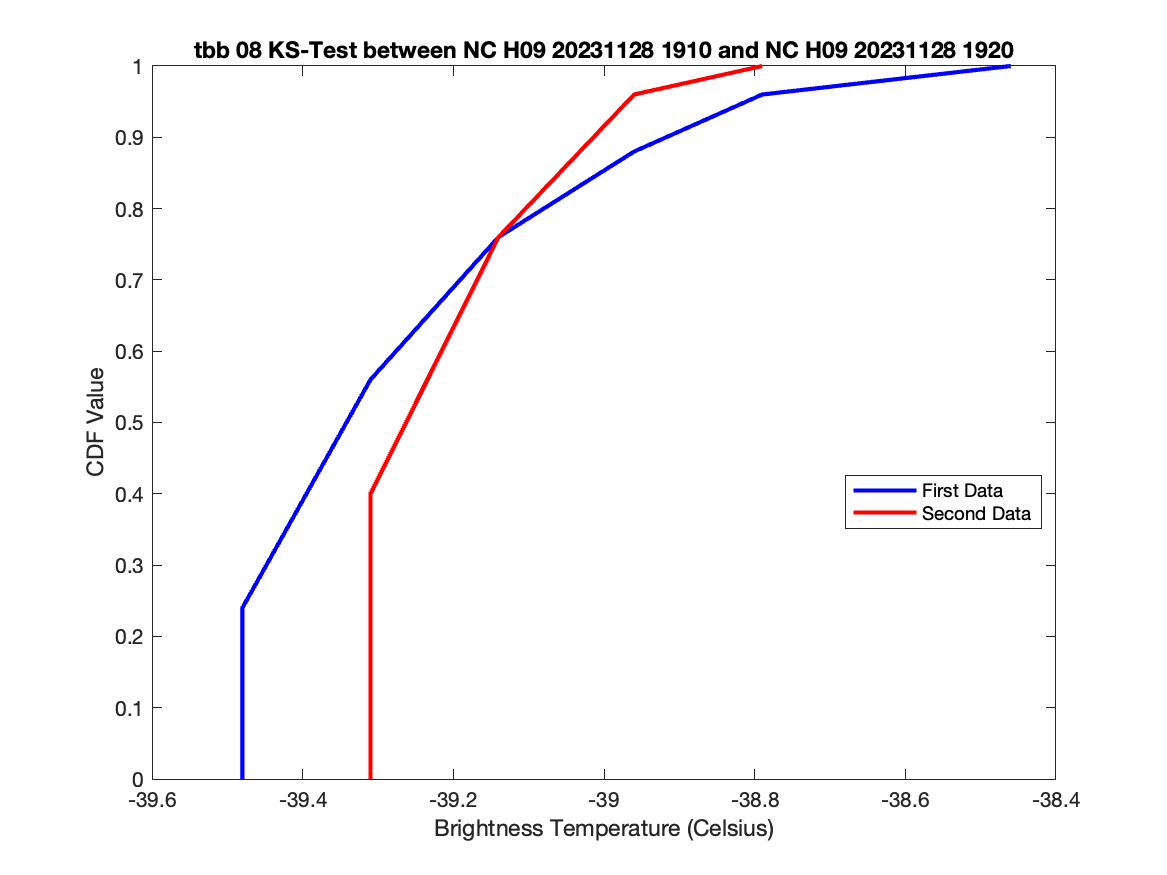 tbb 08 KS-Test between NC H09 20231128 1910 and NC H09 20231128 1920
1
0.9
0.8
0.7
0.6
0.5
0.4
0.3
0.2
0.1
0
CDF Value
First Data
Second Data
-39.6 -39.4 -39.2 -39 -38.8 -38.6 -38.4
Brightness Temperature (Celsius)